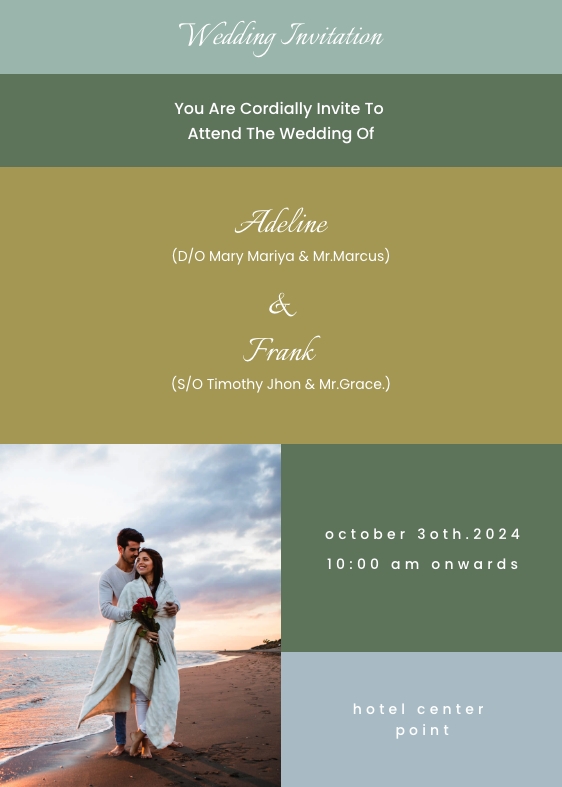 Wedding Invitation
You Are Cordially Invite To
Attend The Wedding Of
Adeline
(D/O Mary Mariya & Mr.Marcus)
&
Frank
(S/O Timothy Jhon & Mr.Grace.)
october 3oth.2024
10:00 am onwards
hotel center
point